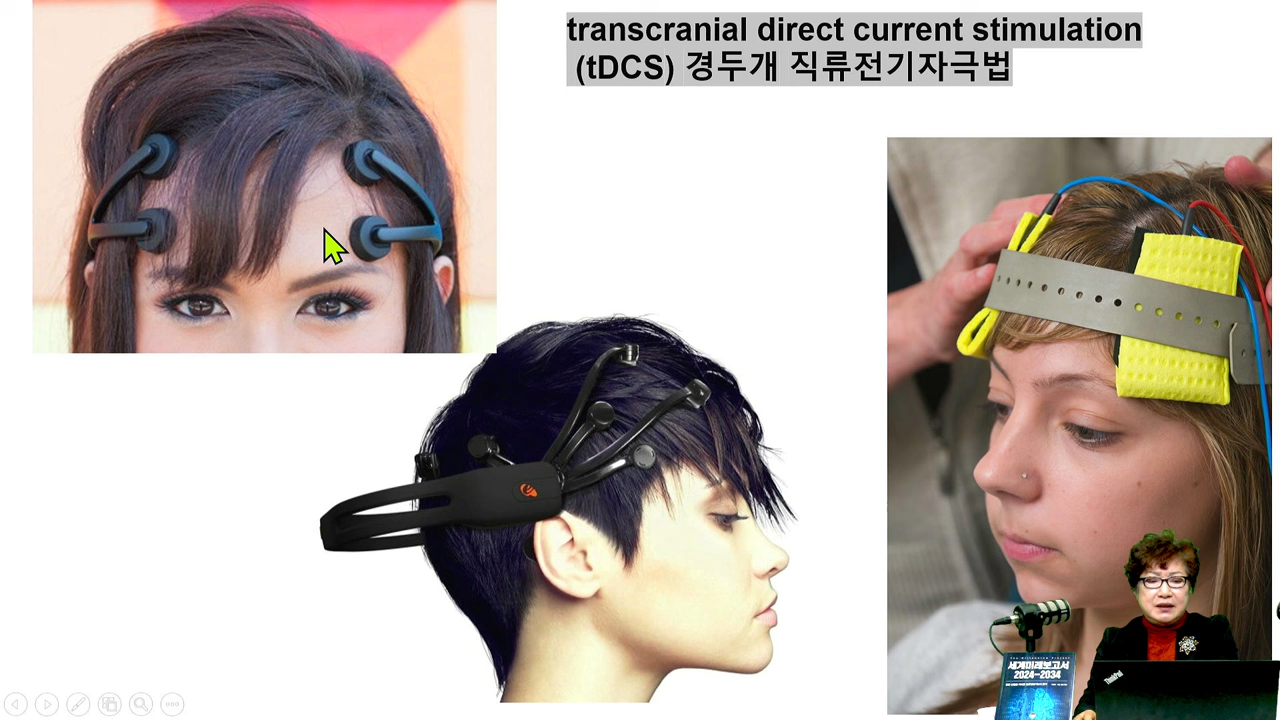 transcranial direct current stimulation
(tDCS) 경두개 직류전기자극법
세계미래보고서
2024-2034
ThinkPad